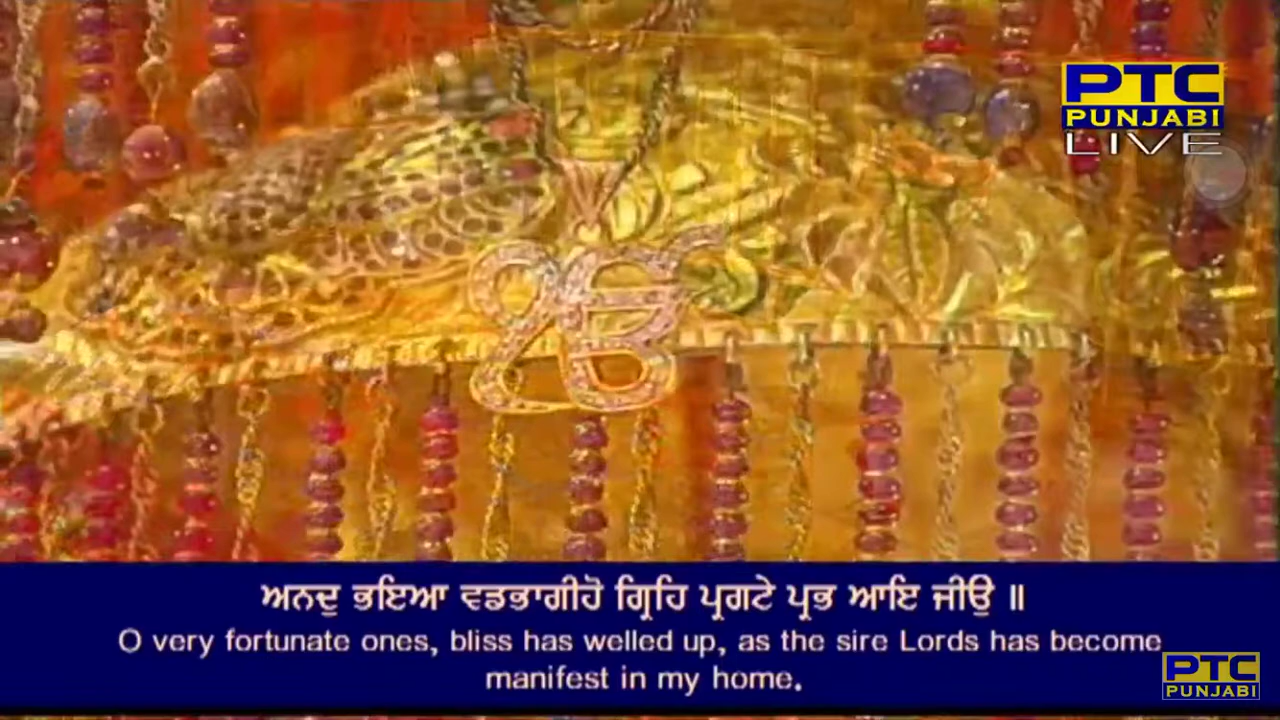 PTC
PUNJABI
LIVE
ੴ
ਅਨਦੁ ਭਇਆ ਵਡਭਾਗੀਹੋ ਗ੍ਰਿਹਿ ਪ੍ਰਗਟੇ ਪ੍ਰਭ ਆਇ ਜੀਉ ॥
O very fortunate ones, bliss has welled up, as the sire Lords has become
manifest in my home.
PTC
PUNJABI